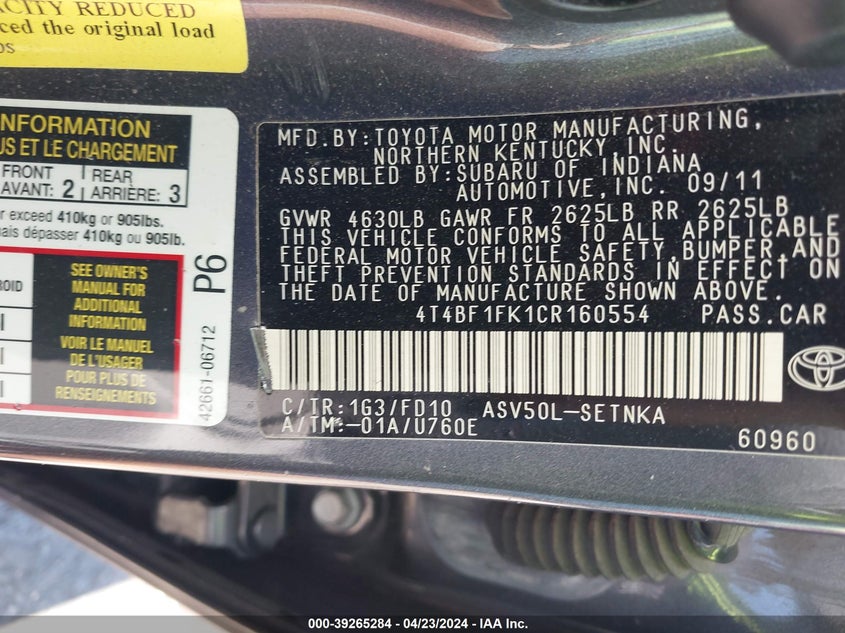 ACITY REDUCED
ced the original load
OS
NFORMATION
US ET LE CHARGEMENT
FRONT
AVANT: 2
REAR
ARRIÈRE: 3
r exceed 410kg or 905lbs.
nais dépasser 410kg ou 905lb.
ROID
SEE OWNER'S
MANUAL FOR
ADDITIONAL
INFORMATION
VOIR LE MANUEL
DE L'USAGER
POUR PLUS DE
RENSEIGNEMENTS
P6
42661-06712
MFD.BY:TOYOTA MOTOR MANUFACTURING,
NORTHERN KENTUCKY, INC.
ASSEMBLED BY:SUBARU OF INDIANA
AUTOMOTIVE,INC. 09/11
GVWR 4630LB GAWR FR 2625LB RR 2625LB
THIS VEHICLE CONFORMS TO ALL APPLICABLE
FEDERAL MOTOR VEHICLE SAFETY,BUMPER,AND
THEFT PREVENTION STANDARDS IN EFFECT ON
THE DATE OF MANUFACTURE SHOWN ABOVE.
4T4BF1FK1CR160554 PASS.CAR
C/TR:1G3/FD10 ASV50L-SETNKA
A/TM:-01A/U760E
60960
000-39265284 - 04/23/2024 - IAA Inc.